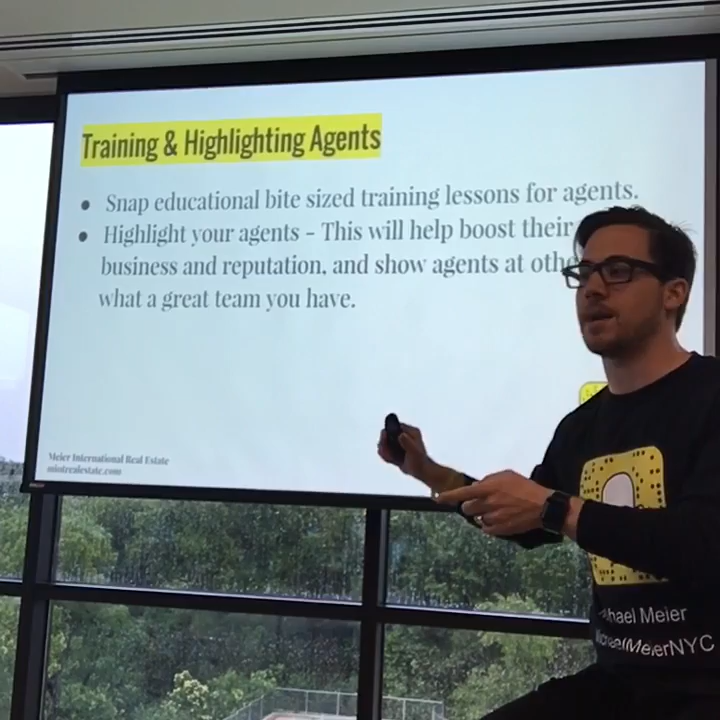 Training & Highlighting Agents
• Snap educational bite sized training lessons for agents.
• Highlight your agents – This will help boost their
business and reputation, and show agents at othe
what a great team you have.
Meier International Real Estate
miintrealestate.com
hael Meier
MeierNYC